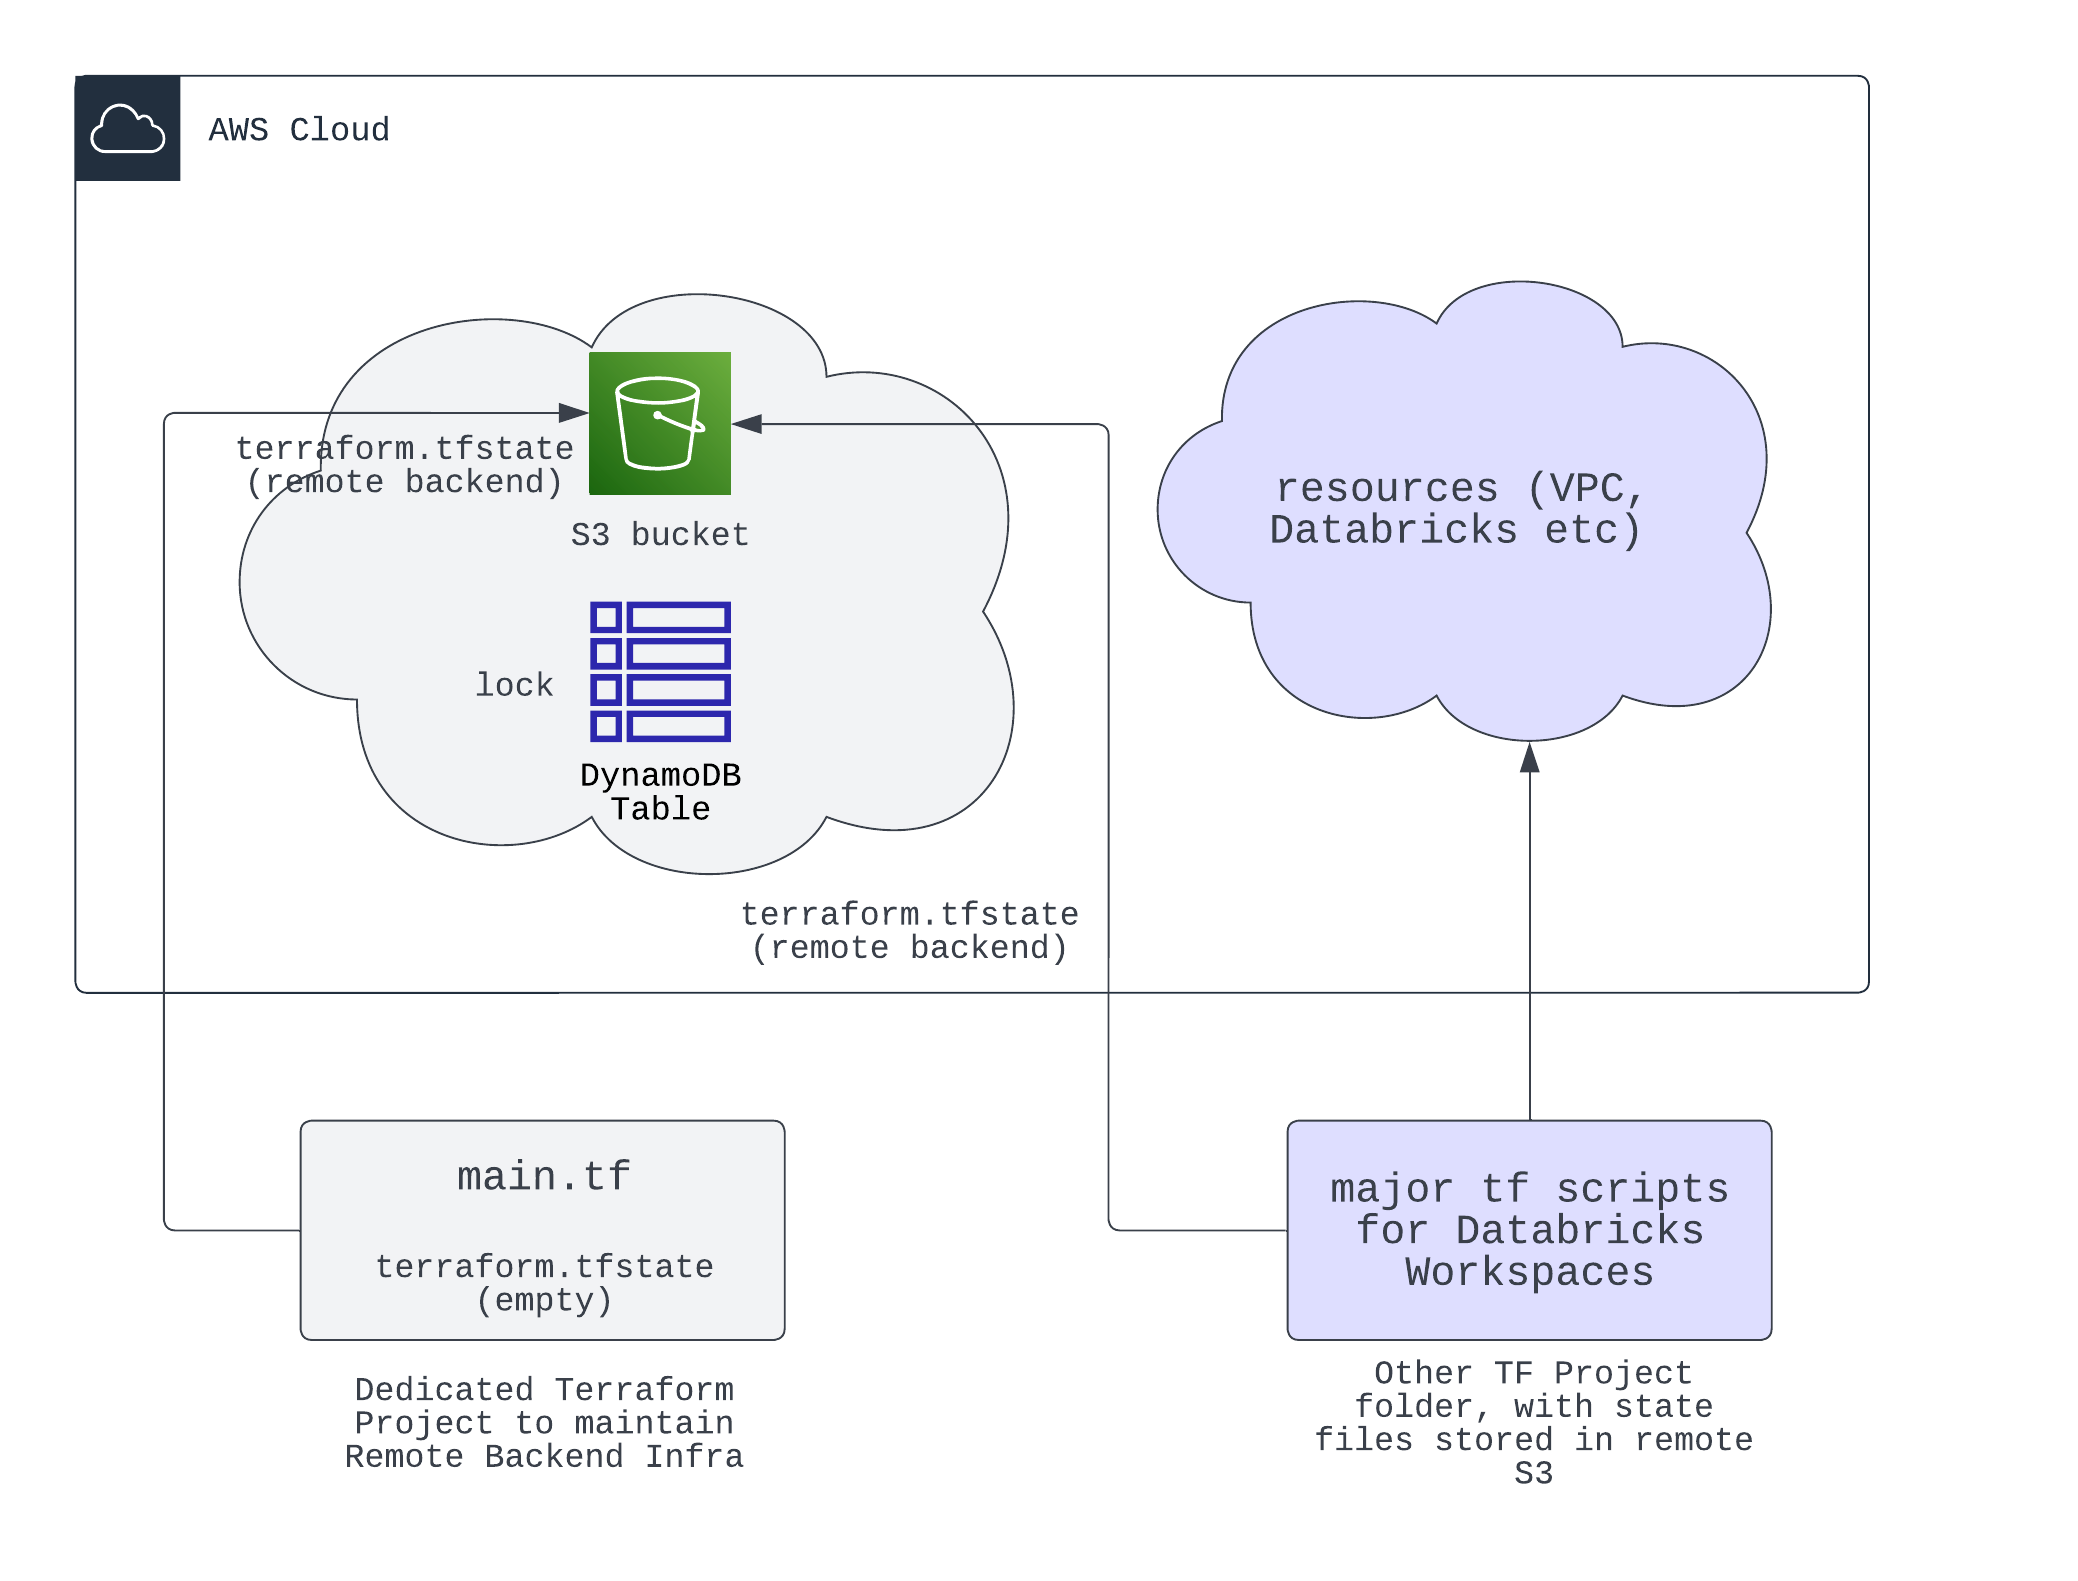 AWS Cloud
terraform.tfstate
(remote backend)
S3 bucket
lock
DynamoDB
Table
resources (VPC,
Databricks etc)
terraform.tfstate
(remote backend)
main.tf
terraform.tfstate
(empty)
Dedicated Terraform
Project to maintain
Remote Backend Infra
major tf scripts
for Databricks
Workspaces
Other TF Project
folder, with state
files stored in remote
S3